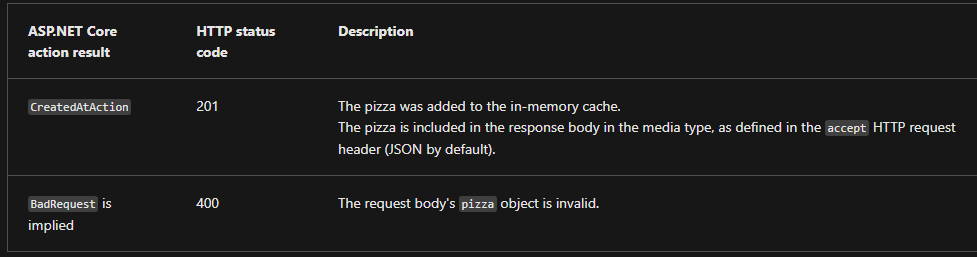 ASP.NET Core HTTP status Description
action result code
CreatedAtAction 201 The pizza was added to the in-memory cache.
The pizza is included in the response body in the media type, as defined in the accept HTTP request
header (JSON by default).
BadRequest is 400 The request body's pizza object is invalid.
implied